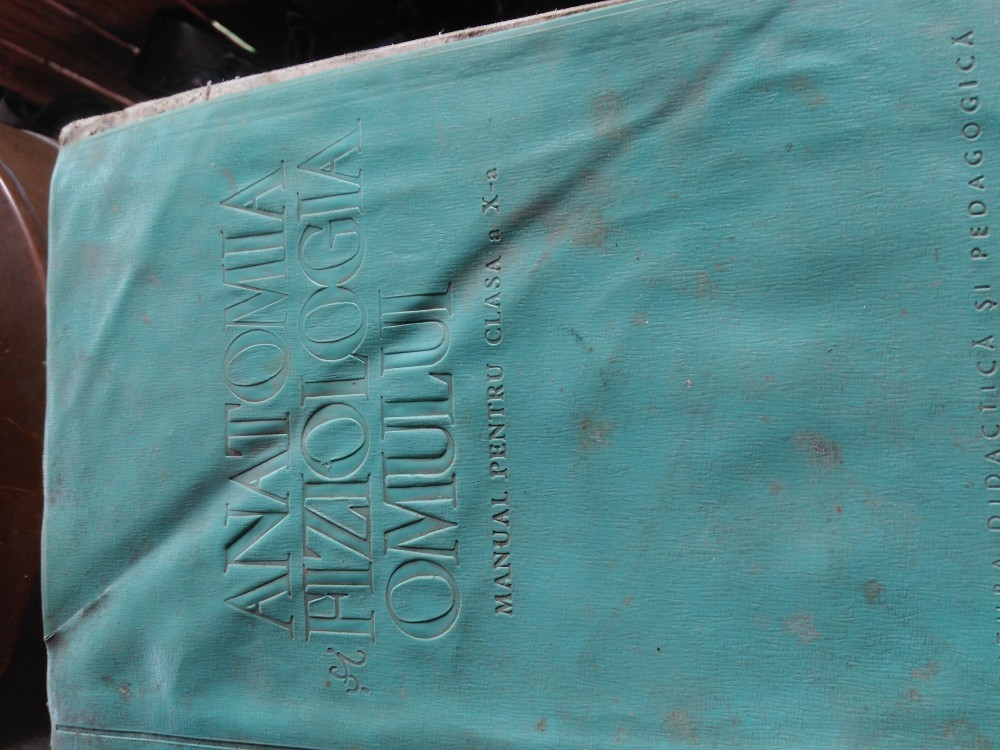 ANATOMIA
și FIZIOLOGIA
OMULUI
MANUAL PENTRU CLASA a X-a
DIDACTICĂ ȘI PEDAGOGICĂ